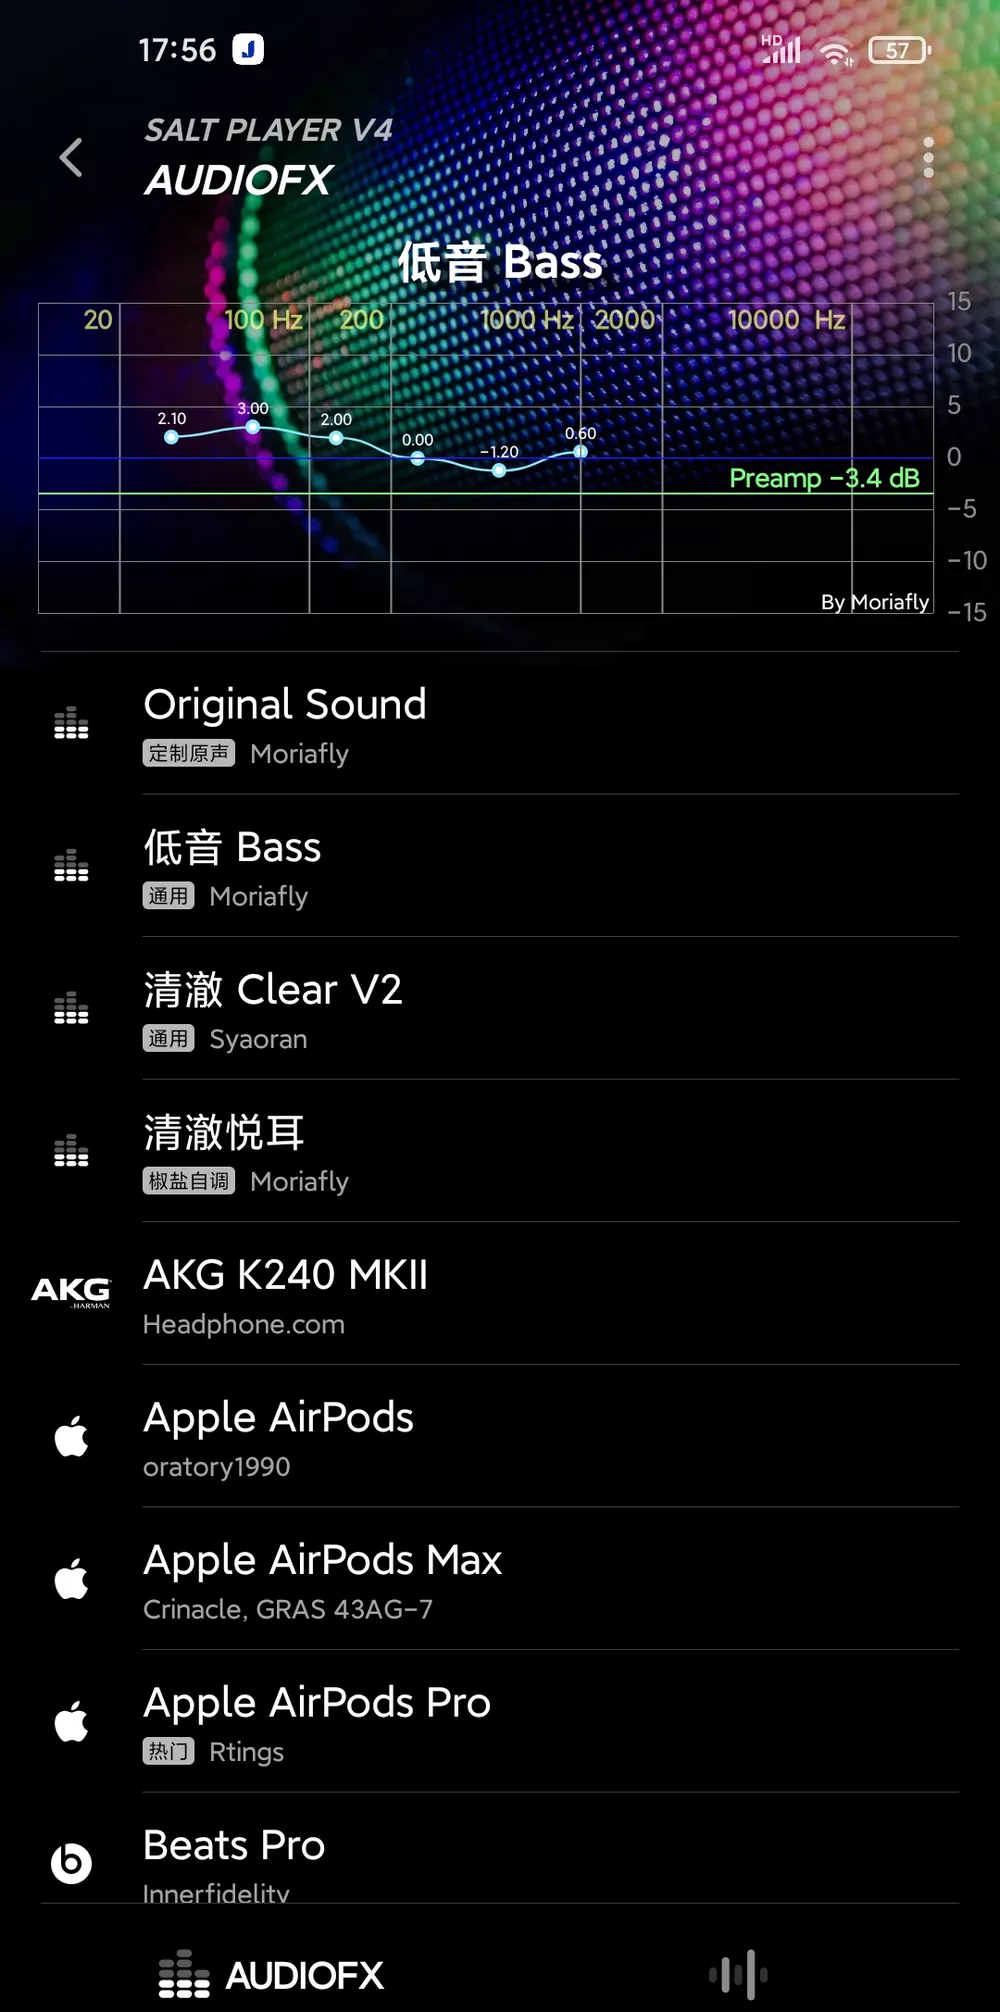 17:56
HD
57
SALT PLAYER V4
AUDIOFX
低音 Bass
20 100 Hz 200 1000 Hz 2000 10000 Hz
15
10
5
0
-5
-10
-15
2.10
3.00
2.00
0.00
-1.20
0.60
Preamp -3.4 dB
By Moriafly
Original Sound
定制原声 Moriafly
低音 Bass
通用 Moriafly
清澈 Clear V2
通用 Syaoran
清澈悦耳
椒盐自调 Moriafly
AKG
HARMAN
AKG K240 MKII
Headphone.com
Apple AirPods
oratory1990
Apple AirPods Max
Crinacle, GRAS 43AG-7
Apple AirPods Pro
热门 Rtings
Beats Pro
Innerfidelity
AUDIOFX